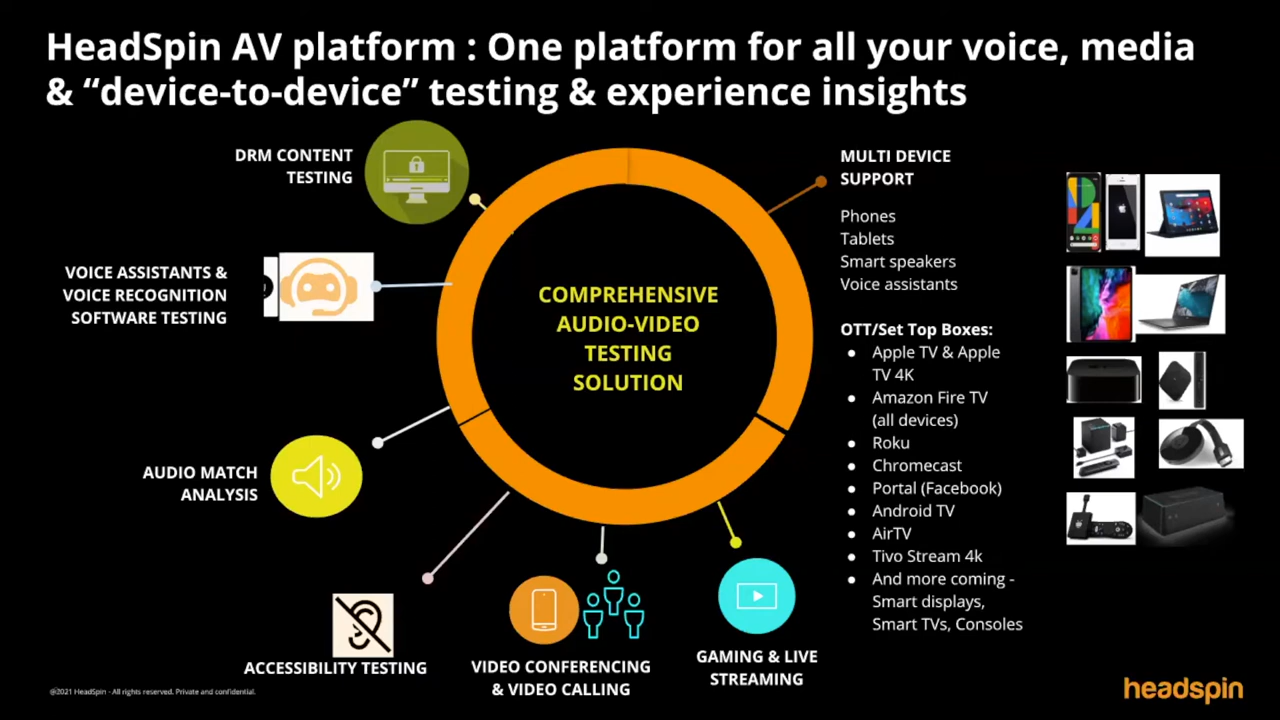 HeadSpin AV platform : One platform for all your voice, media
& “device-to-device” testing & experience insights
DRM CONTENT
TESTING
VOICE ASSISTANTS &
VOICE RECOGNITION
SOFTWARE TESTING
AUDIO MATCH
ANALYSIS
ACCESSIBILITY TESTING
VIDEO CONFERENCING
& VIDEO CALLING
GAMING & LIVE
STREAMING
COMPREHENSIVE
AUDIO-VIDEO
TESTING
SOLUTION
MULTI DEVICE
SUPPORT
Phones
Tablets
Smart speakers
Voice assistants
OTT/Set Top Boxes:
● Apple TV & Apple
TV 4K
● Amazon Fire TV
(all devices)
● Roku
● Chromecast
● Portal (Facebook)
● Android TV
● AirTV
● Tivo Stream 4k
● And more coming -
Smart displays,
Smart TVs, Consoles
@2021 HeadSpin - All rights reserved. Private and confidential.
headspin